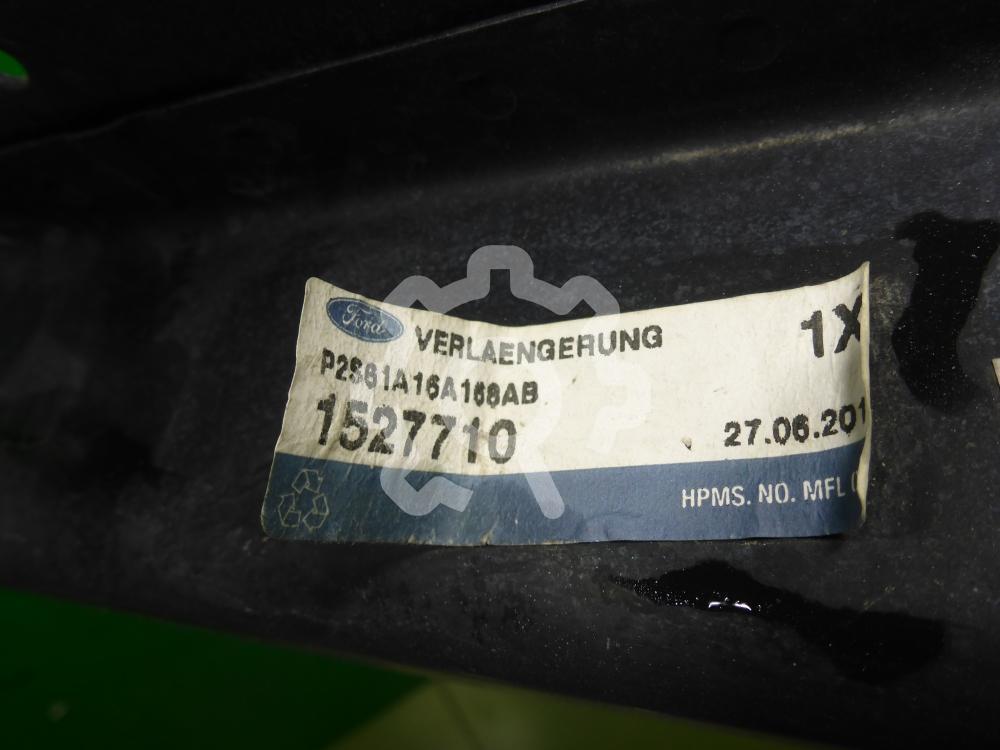 Ford
VERLAENGERUNG
1X
P2S61A16A168AB
1527710
27.06.201
HPMS. NO. MFL